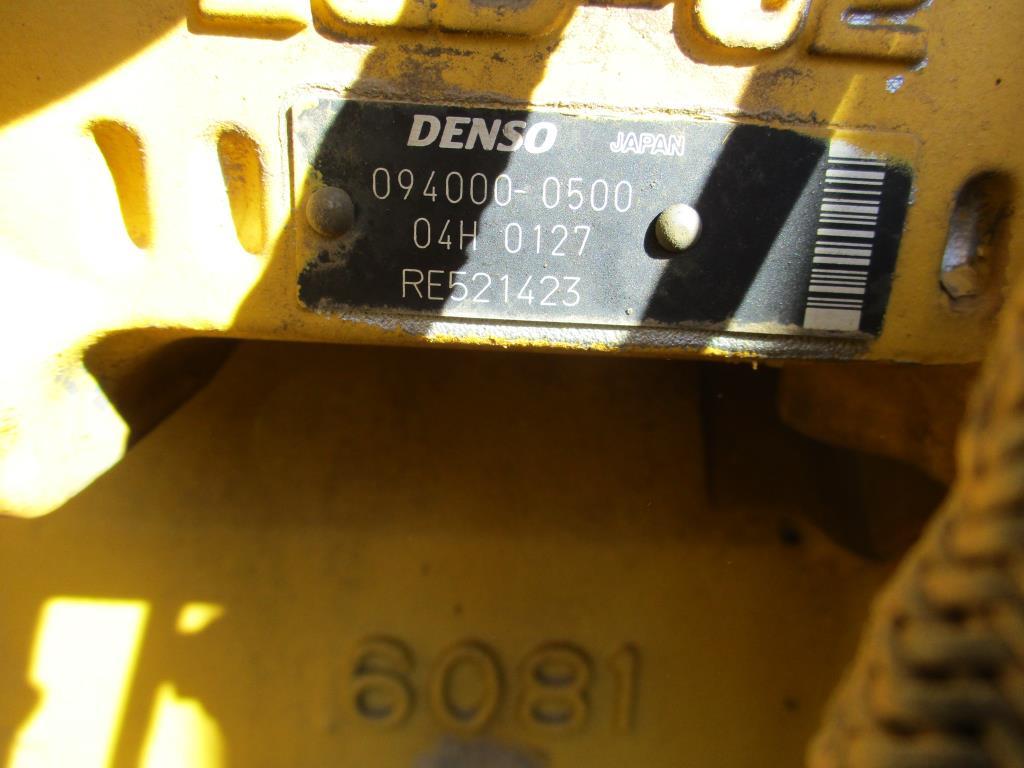 DENSO JAPAN
094000-0500
04H 0127
RE521423
6081